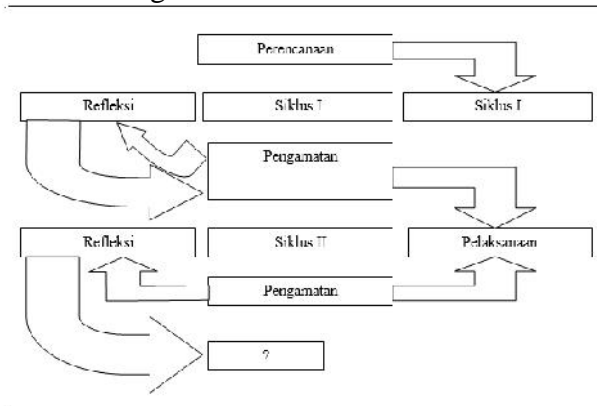 Perencanaan
Refleksi
Siklus I
Siklus I
Pengamatan
Refleksi
Siklus II
Pelaksanaan
Pengamatan
?